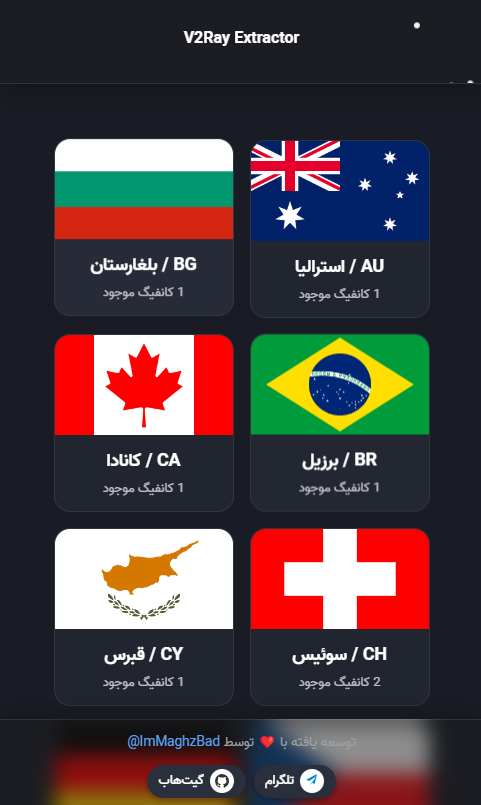 V2Ray Extractor
AU / استرالیا
1 کانفیگ موجود
BG / بلغارستان
1 کانفیگ موجود
BR / برزیل
1 کانفیگ موجود
CA / کانادا
1 کانفیگ موجود
CH / سوئیس
2 کانفیگ موجود
CY / قبرس
1 کانفیگ موجود
توسعه یافته با ❤️ توسط @ImMaghzBad
تلگرام
گیت‌هاب